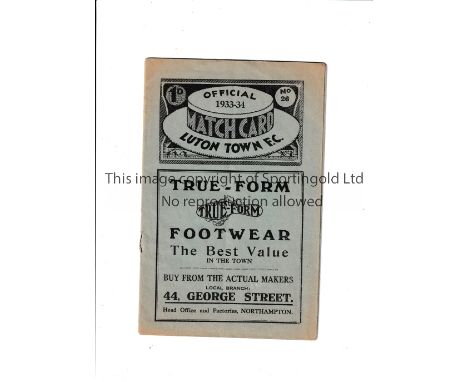 OFFICIAL
1933-34
1D
No 26
MATCH CARD
LUTON TOWN F.C.
This image copyright of Sportingold Ltd
No reproduction allowed
TRUE-FORM
TRUE-FORM
FOOTWEAR
The Best Value
IN THE TOWN
BUY FROM THE ACTUAL MAKERS
LOCAL BRANCH:
44, GEORGE STREET.
Head Office and Factories, NORTHAMPTON.